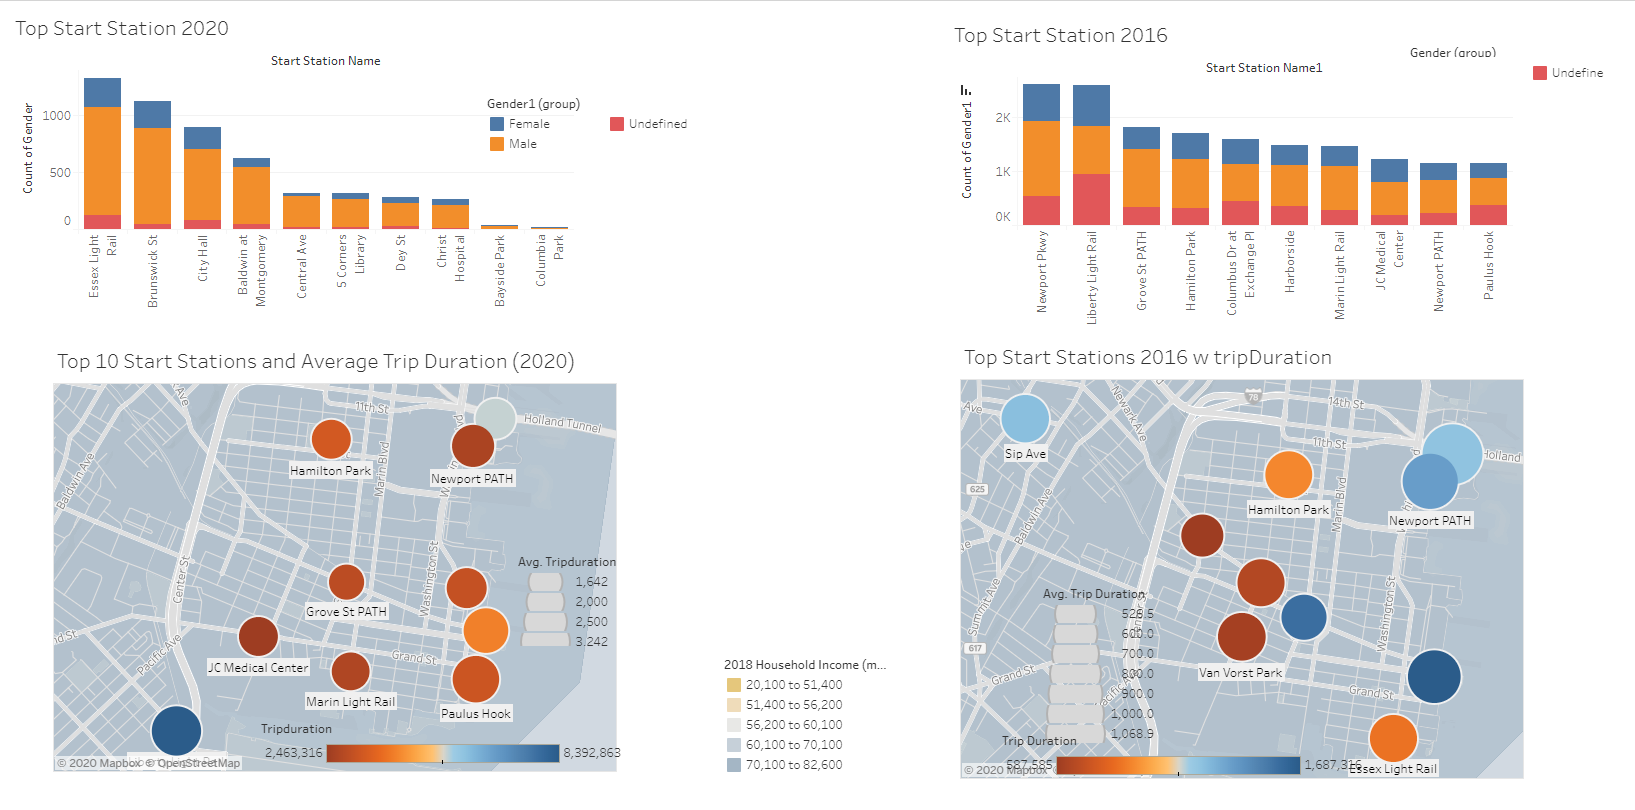 Top Start Station 2020
Start Station Name
Count of Gender
1000
500
0
Essex Light
Rail
Brunswick St
City Hall
Baldwin at
Montgomery
Central Ave
5 Corners
Library
Dey St
Christ
Hospital
Bayside Park
Columbia
Park
Gender1 (group)
Female
Undefined
Male
Top Start Station 2016
Gender (group)
Undefine
Start Station Name1
Count of Gender1
2K
1K
0K
Newport Pkwy
Liberty Light Rail
Grove St PATH
Hamilton Park
Columbus Dr at
Exchange Pl
Harborside
Marin Light Rail
JC Medical
Center
Newport PATH
Paulus Hook
Top 10 Start Stations and Average Trip Duration (2020)
Ave
11th St
Holland Tunnel
Hamilton Park
Newport PATH
Baldwin Ave
Marin Blvd
Center St
Washington St
Grove St PATH
Avg. Tripduration
1,642
2,000
2,500
3,242
nd St
Pacific Ave
JC Medical Center
Grand St
Marin Light Rail
Paulus Hook
Tripduration
2,463,316
8,392,863
© 2020 Mapbox © OpenStreetMap
2018 Household Income (m...
20,100 to 51,400
51,400 to 56,200
56,200 to 60,100
60,100 to 70,100
70,100 to 82,600
Top Start Stations 2016 w tripDuration
Ave
Newark Ave
78
14th St
11th St
Holland
Sip Ave
625
Hamilton Park
Marin Blvd
Newport PATH
Baldwin Ave
Summit Ave
Avg. Trip Duration
526.5
600.0
700.0
800.0
900.0
1,000.0
1,068.9
617
Grand St
Washington St
Van Vorst Park
Grand St
Trip Duration
587,585
1,687,316
Essex Light Rail
© 2020 Mapbox